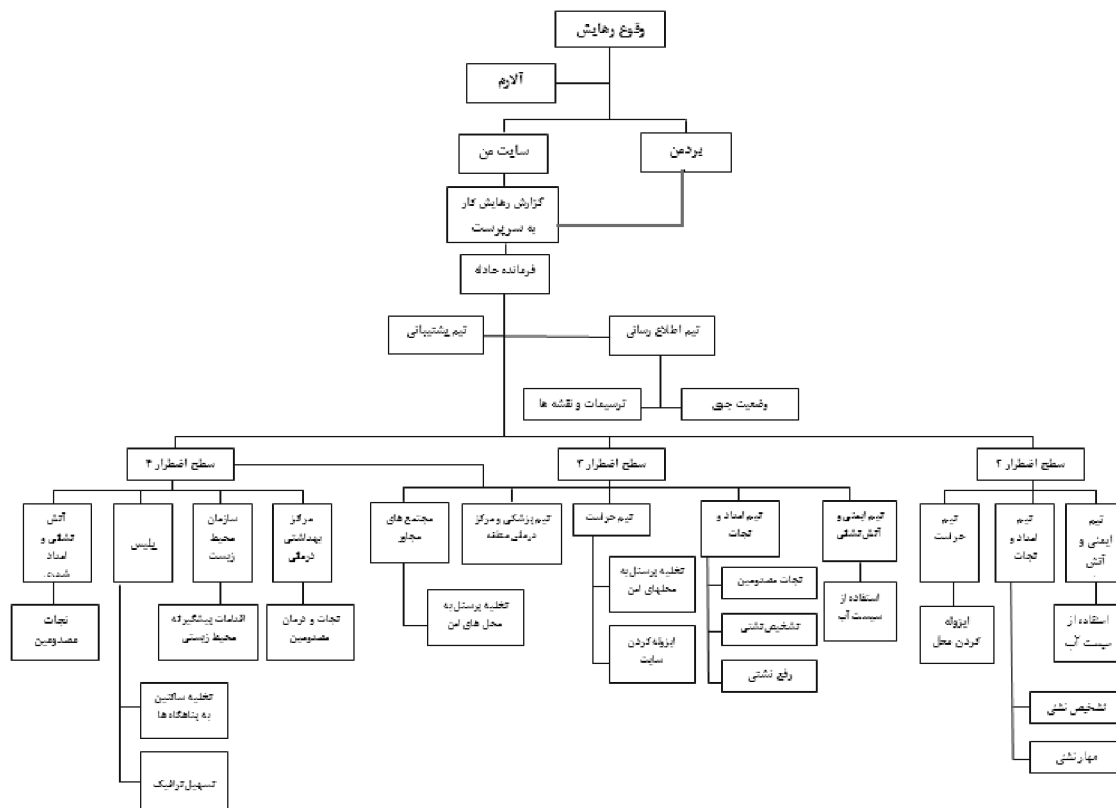 وقوع رهایش
آلارم
سایت من
بردمن
گزارش رهایش کار
به سرپرست
فرمانده حادثه
تیم اطلاع رسانی
تیم پشتیبانی
وضعیت جوی
ترسیمات و نقشه ها
سطح اضطرار ۲
سطح اضطرار ۳
سطح اضطرار ۴
تیم
ایمنی و
آتش
تیم
امداد و
نجات
تیم
حراست
استفاده از
سیست آب
ایزوله
کردن محل
تشخیص نشتی
مهار نشتی
تیم ایمنی و
آتش نشانی
تیم امداد و
نجات
تیم حراست
تیم پزشکی و مرکز
درمانی منطقه
مجتمع های
مجاور
استفاده از
سیست آب
نجات مصدومین
تشخیص نشتی
رفع نشتی
تخلیه پرسنل به
محلهای امن
ایزوله کردن
سایت
تخلیه پرسنل به
محل های امن
مراکز
بهداشتی
درمانی
سازمان
محیط
زیست
پلیس
آتش
نشانی و
امداد
نجات و درمان
مصدومین
اقدامات پیشگیرانه
محیط زیستی
نجات
مصدومین
تخلیه ساکنین
به پناهگاه ها
تسهیل ترافیک